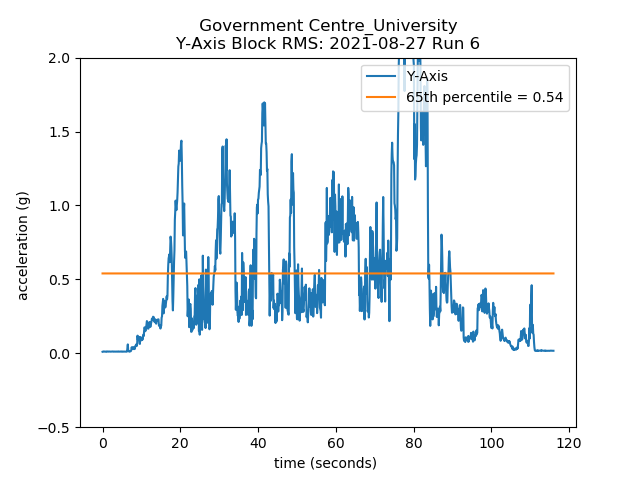 Government Centre_University
Y-Axis Block RMS: 2021-08-27 Run 6
Y-Axis
65th percentile = 0.54
2.0
1.5
1.0
0.5
0.0
−0.5
acceleration (g)
0 20 40 60 80 100 120
time (seconds)